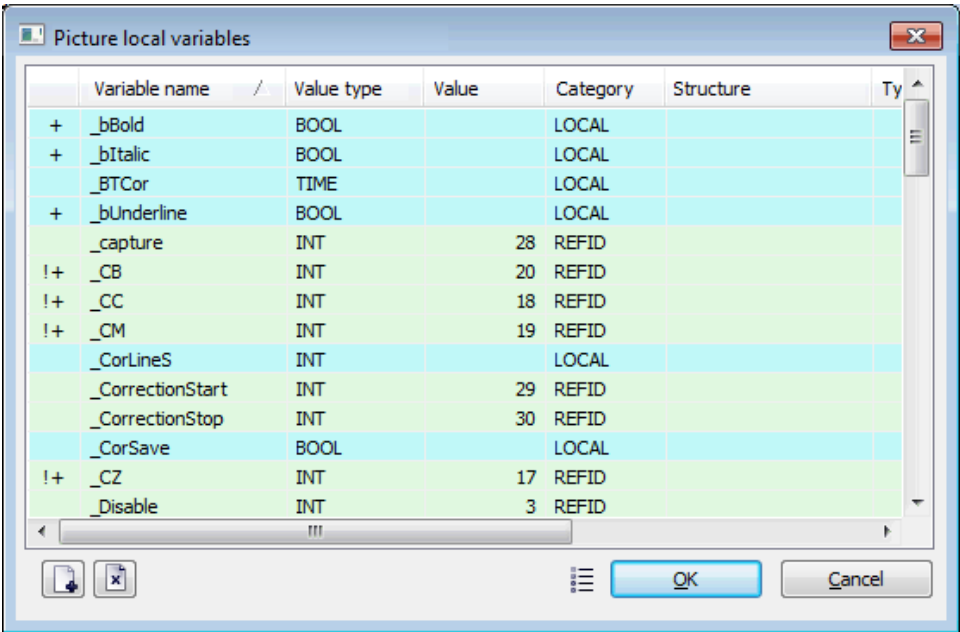 Picture local variables
Variable name Value type Value Category Structure Ty
+ _bBold BOOL LOCAL
+ _bItalic BOOL LOCAL
_BTCor TIME LOCAL
+ _bUnderline BOOL LOCAL
_capture INT 28 REFID
!+ _CB INT 20 REFID
!+ _CC INT 18 REFID
!+ _CM INT 19 REFID
_CorLineS INT LOCAL
_CorrectionStart INT 29 REFID
_CorrectionStop INT 30 REFID
_CorSave BOOL LOCAL
!+ _CZ INT 17 REFID
_Disable INT 3 REFID
OK Cancel